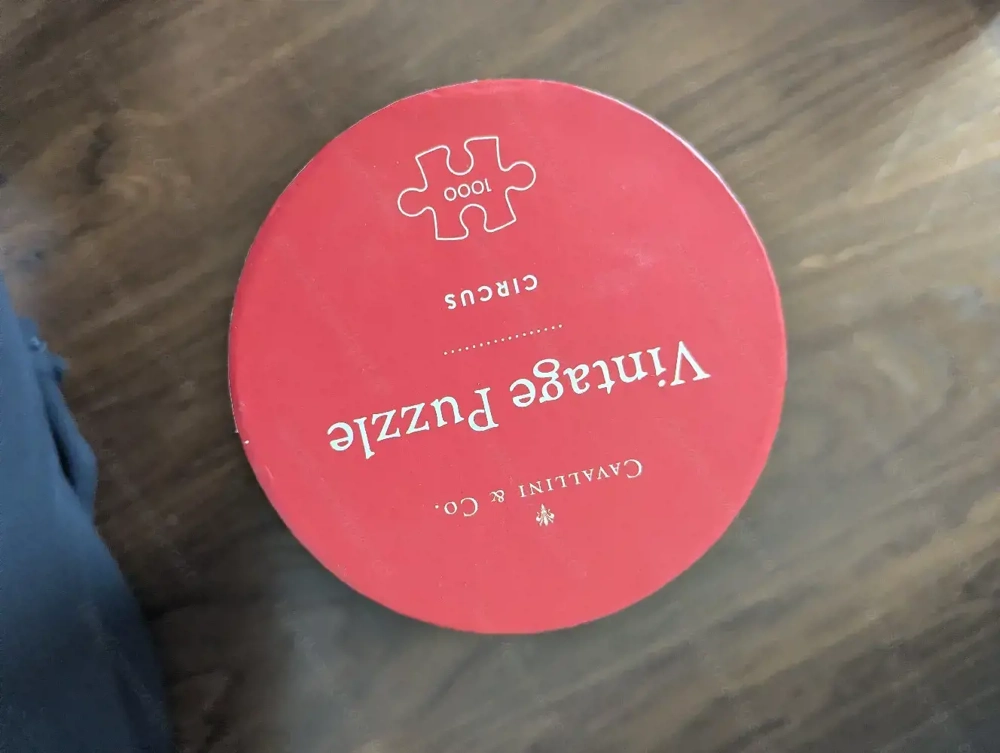 CAVALLINI & CO.
Vintage Puzzle
CIRCUS
1000